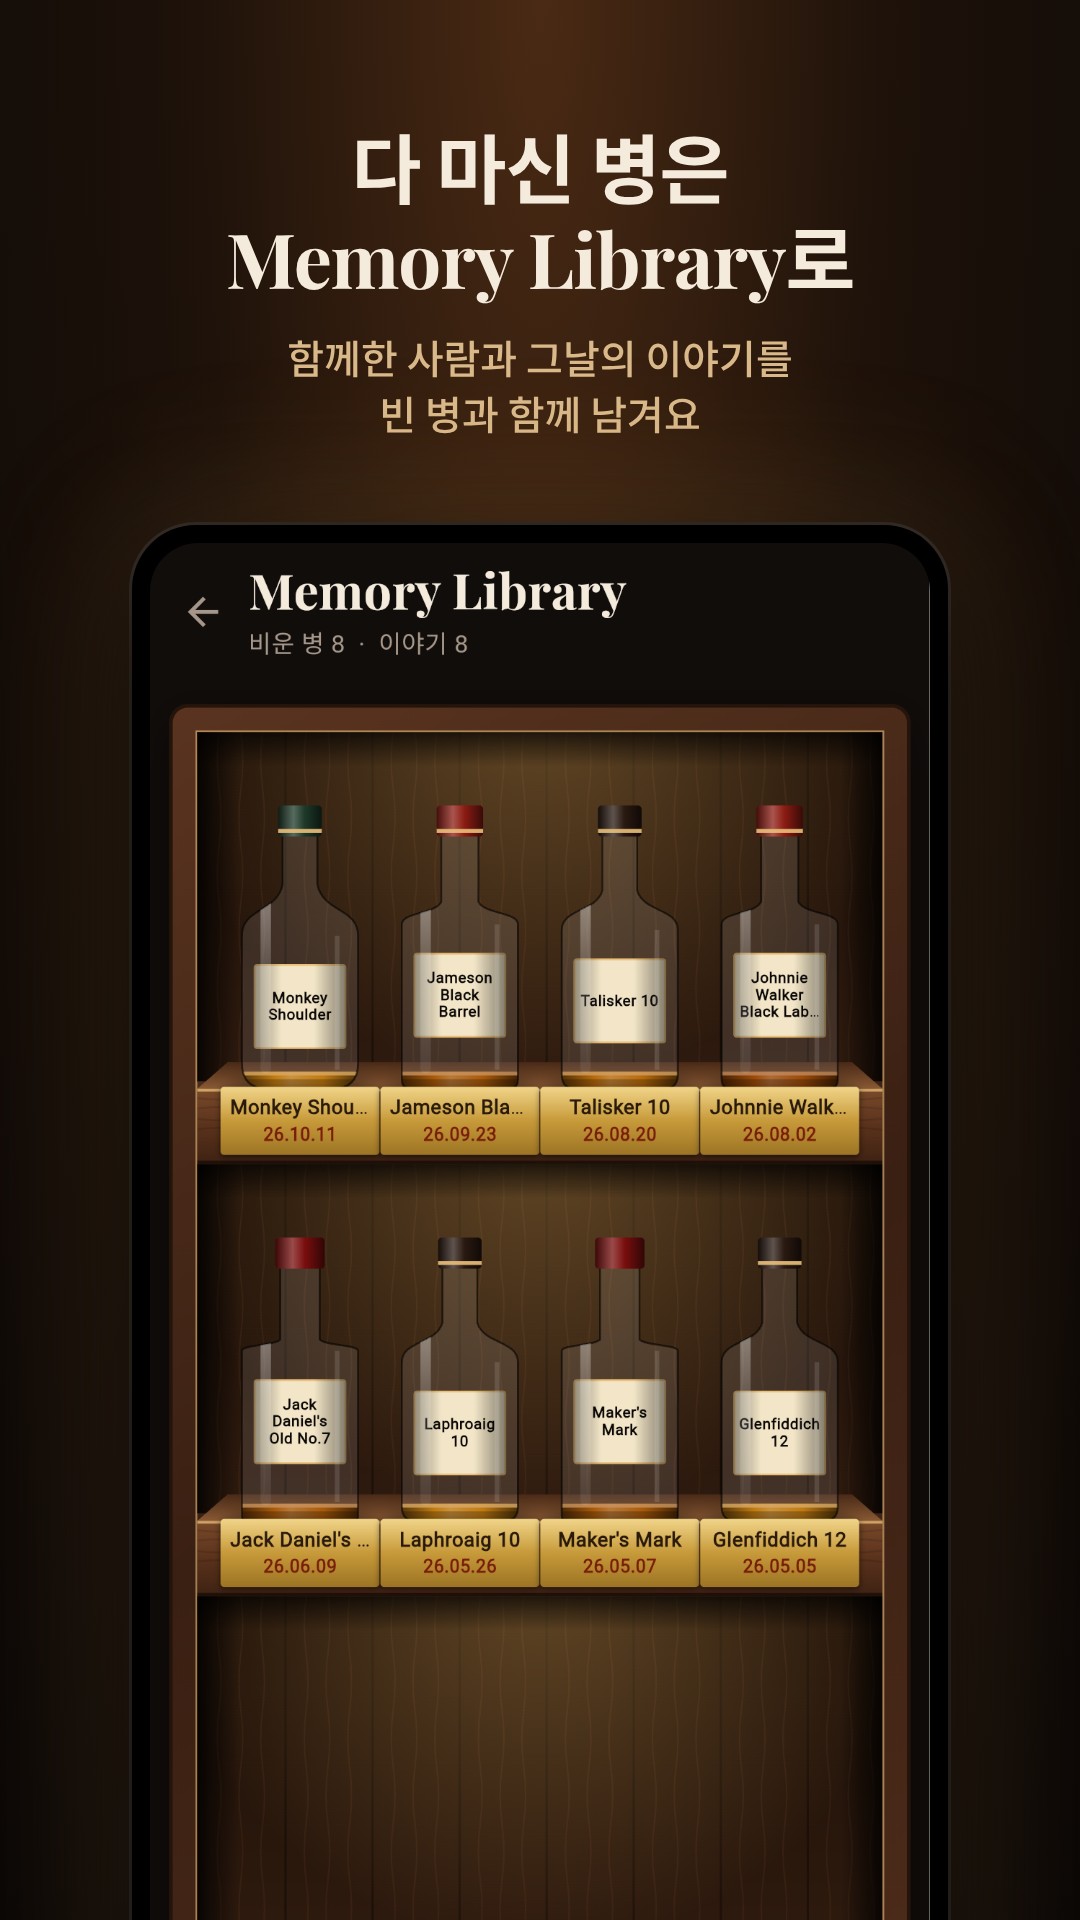 다 마신 병은
Memory Library로
함께한 사람과 그날의 이야기를
빈 병과 함께 남겨요
Memory Library
비운 병 8 · 이야기 8
Monkey
Shoulder
Jameson
Black
Barrel
Talisker 10
Johnnie
Walker
Black Lab...
Monkey Shou... Jameson Bla... Talisker 10 Johnnie Walk...
26.10.11 26.09.23 26.08.20 26.08.02
Jack
Daniel's
Old No.7
Laphroaig
10
Maker's
Mark
Glenfiddich
12
Jack Daniel's ... Laphroaig 10 Maker's Mark Glenfiddich 12
26.06.09 26.05.26 26.05.07 26.05.05